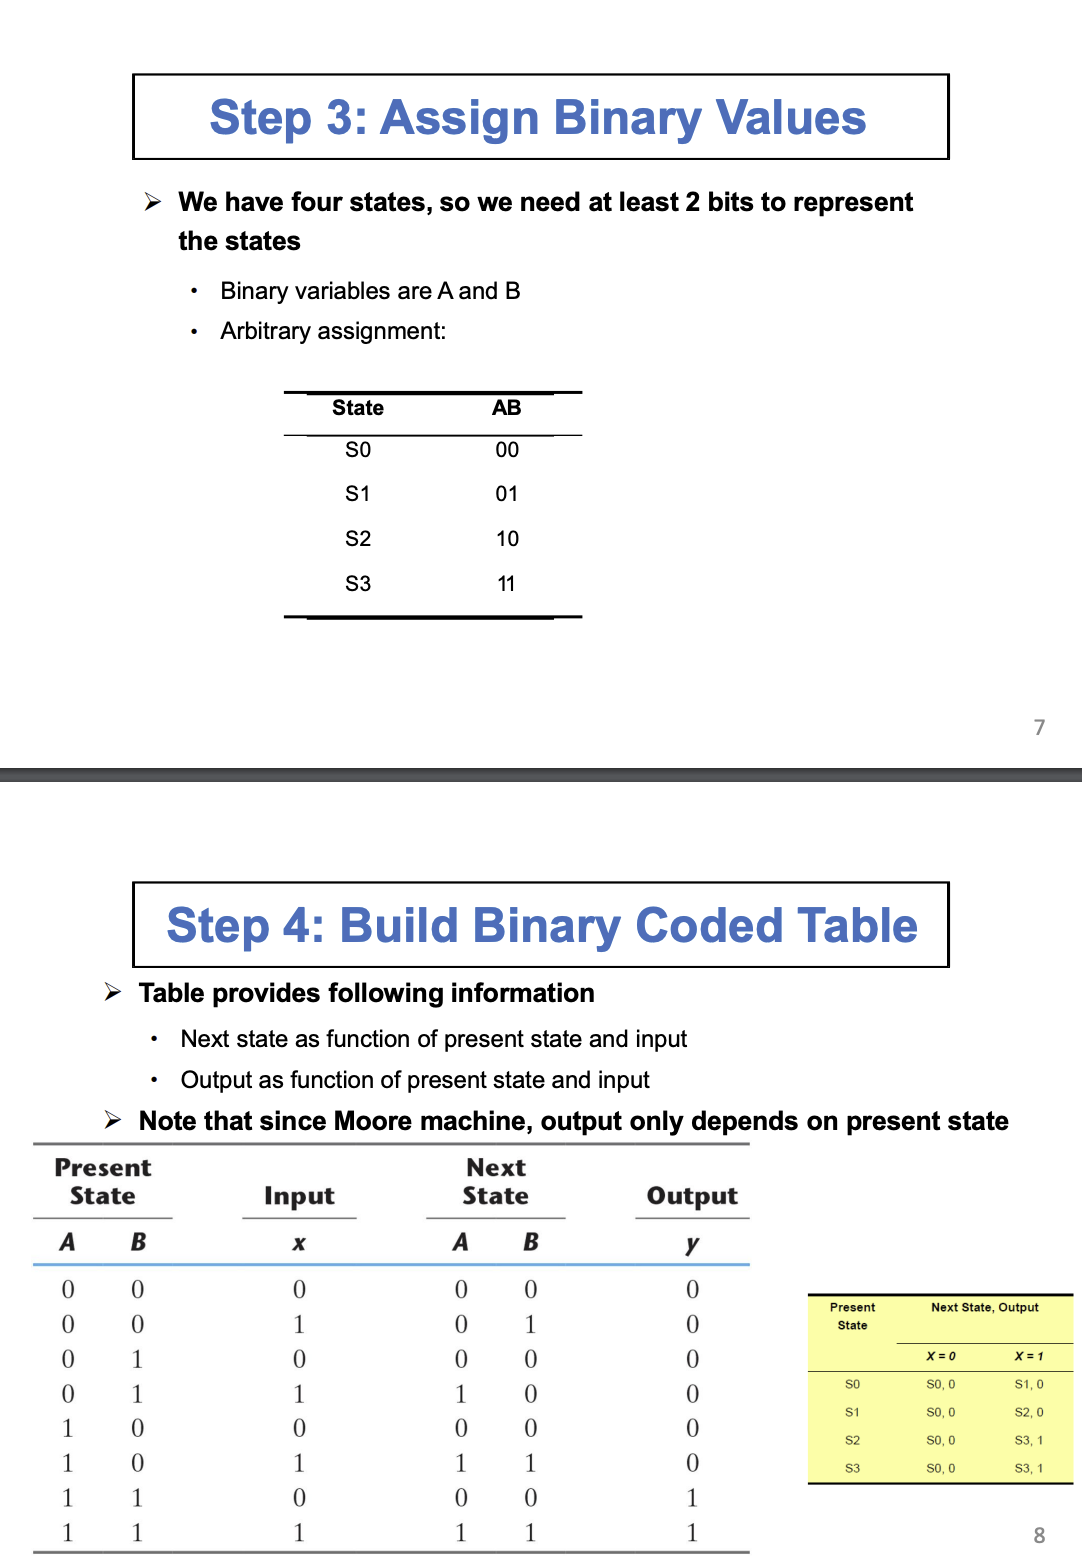 Step 3: Assign Binary Values
➢ We have four states, so we need at least 2 bits to represent
the states
• Binary variables are A and B
• Arbitrary assignment:
State AB
S0 00
S1 01
S2 10
S3 11
7
Step 4: Build Binary Coded Table
➢ Table provides following information
• Next state as function of present state and input
• Output as function of present state and input
➢ Note that since Moore machine, output only depends on present state
Present Next
State Input State Output
A B x A B y
0 0 0 0 0 0
0 0 1 0 1 0
0 1 0 0 0 0
0 1 1 1 0 0
1 0 0 0 0 0
1 0 1 1 1 0
1 1 0 0 0 1
1 1 1 1 1 1
Present Next State, Output
State
X = 0 X = 1
S0 S0, 0 S1, 0
S1 S0, 0 S2, 0
S2 S0, 0 S3, 1
S3 S0, 0 S3, 1
8